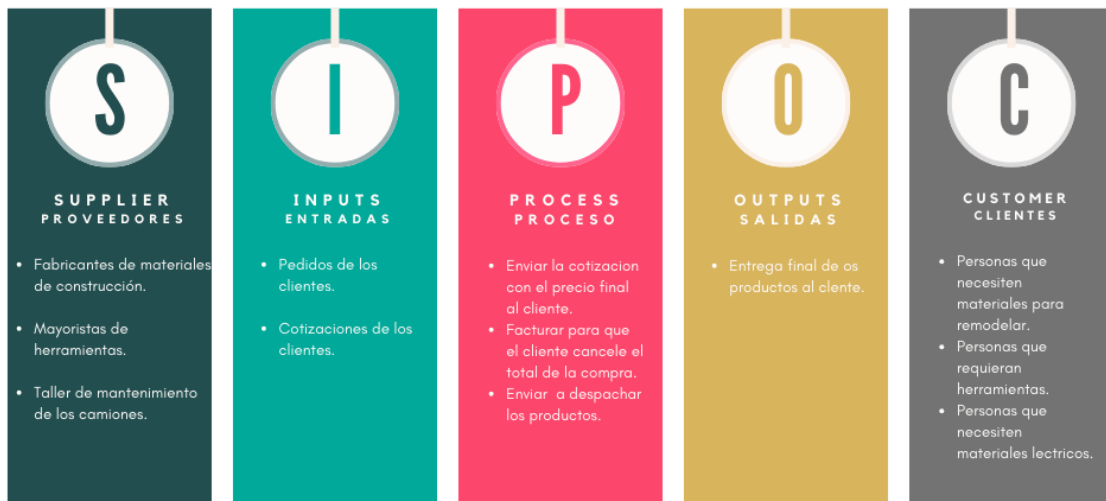 S
SUPPLIER
PROVEEDORES
• Fabricantes de materiales
de construcción.
• Mayoristas de
herramientas.
• Taller de mantenimiento
de los camiones.
I
INPUTS
ENTRADAS
• Pedidos de los
clientes.
• Cotizaciones de los
clientes.
P
PROCESS
PROCESO
• Enviar la cotizacion
con el precio final
al cliente.
• Facturar para que
el cliente cancele el
total de la compra.
• Enviar a despachar
los productos.
O
OUTPUTS
SALIDAS
• Entrega final de os
productos al clente.
C
CUSTOMER
CLIENTES
• Personas que
necesiten
materiales para
remodelar.
• Personas que
requieran
herramientas.
• Personas que
necesiten
materiales lectricos.